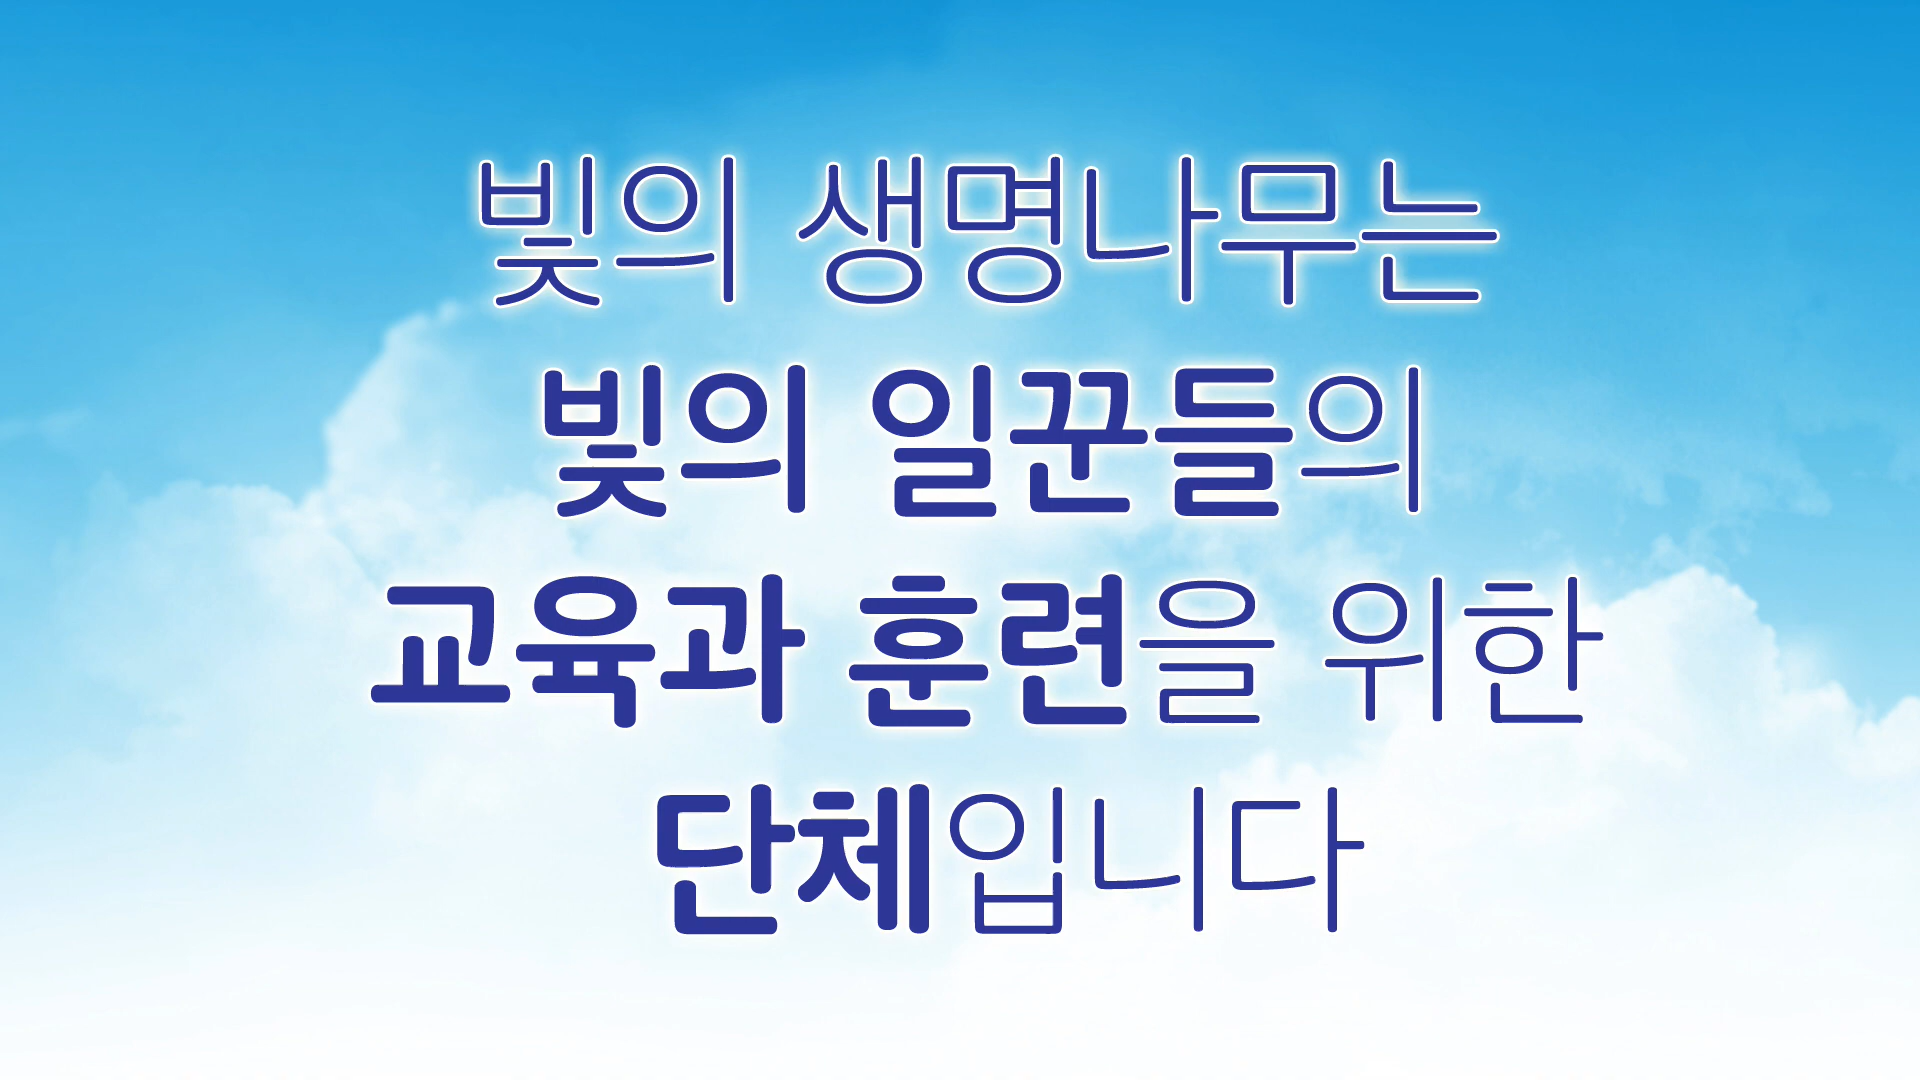 빛의 생명나무는
빛의 일꾼들의
교육과 훈련을 위한
단체입니다